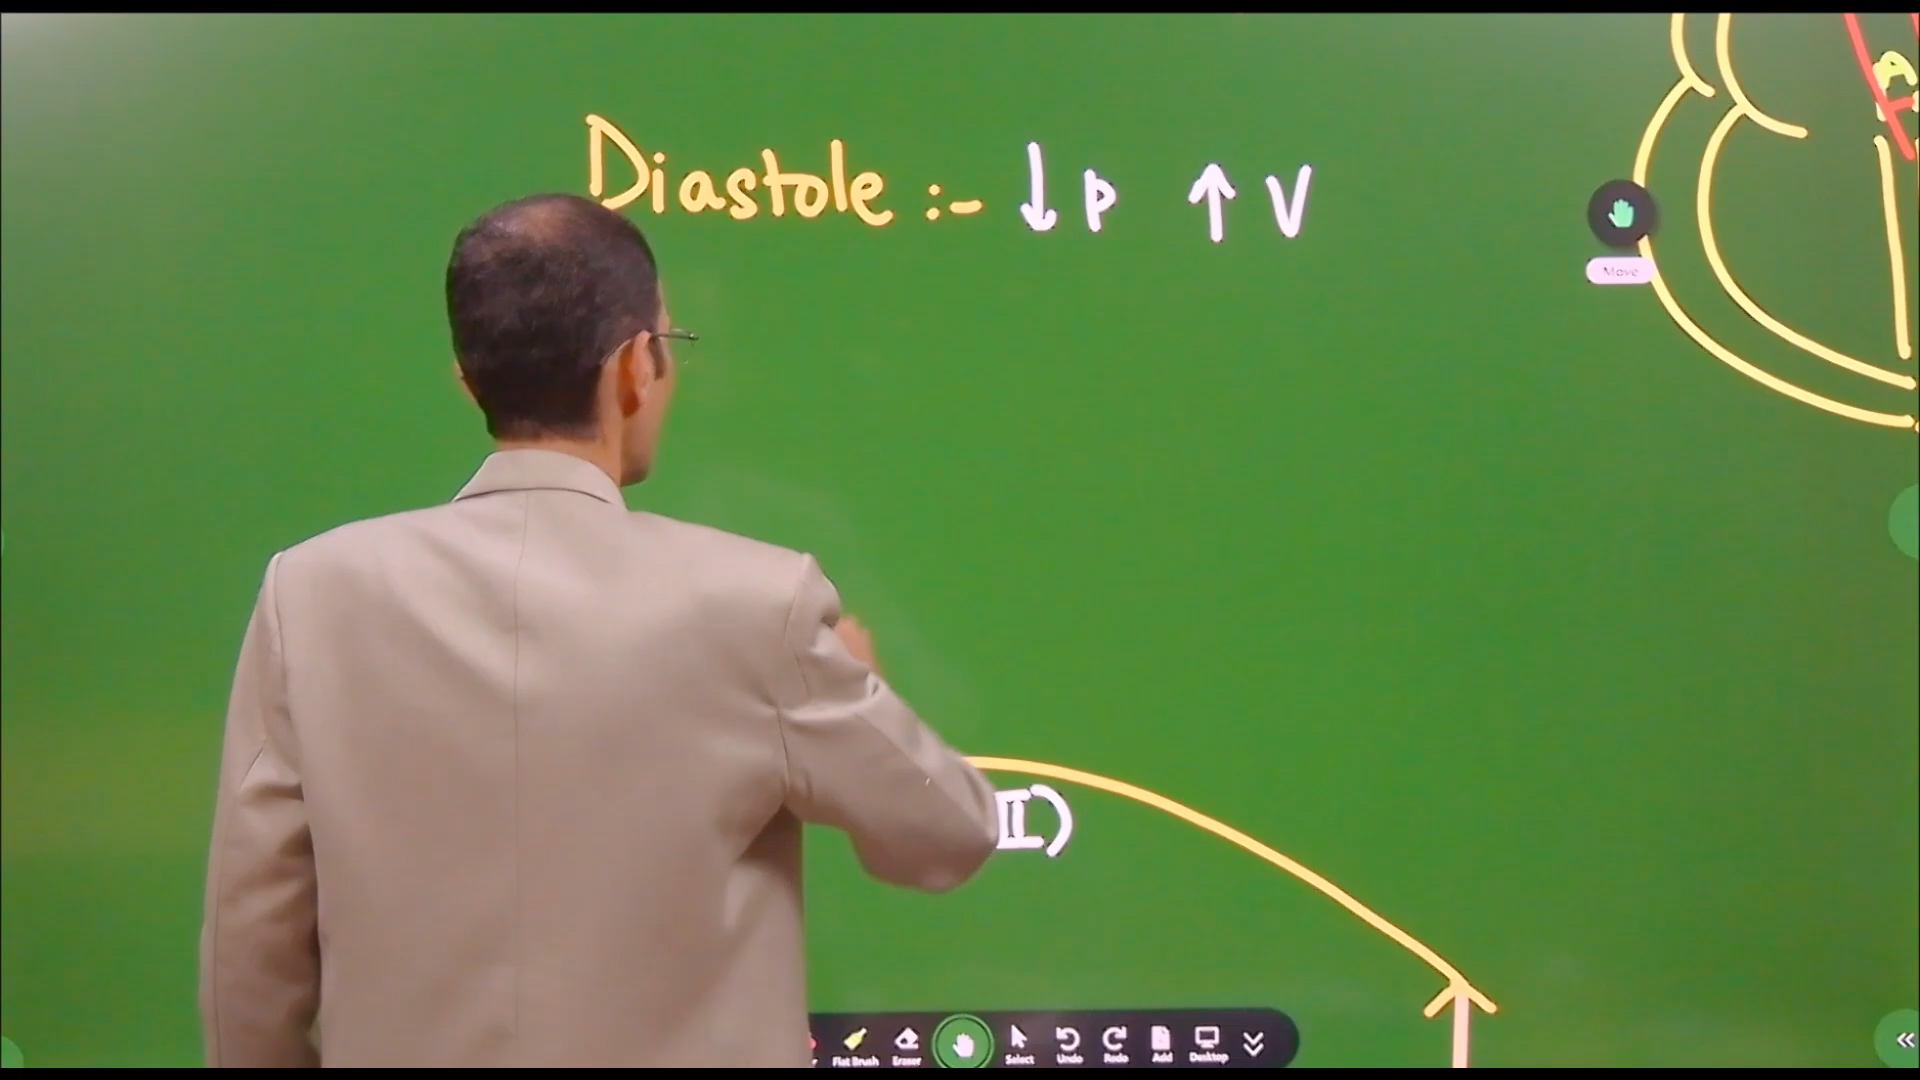 Diastole :- ↓ P ↑ V
Move
II)
Flat Brush Eraser Select Undo Redo Add Desktop